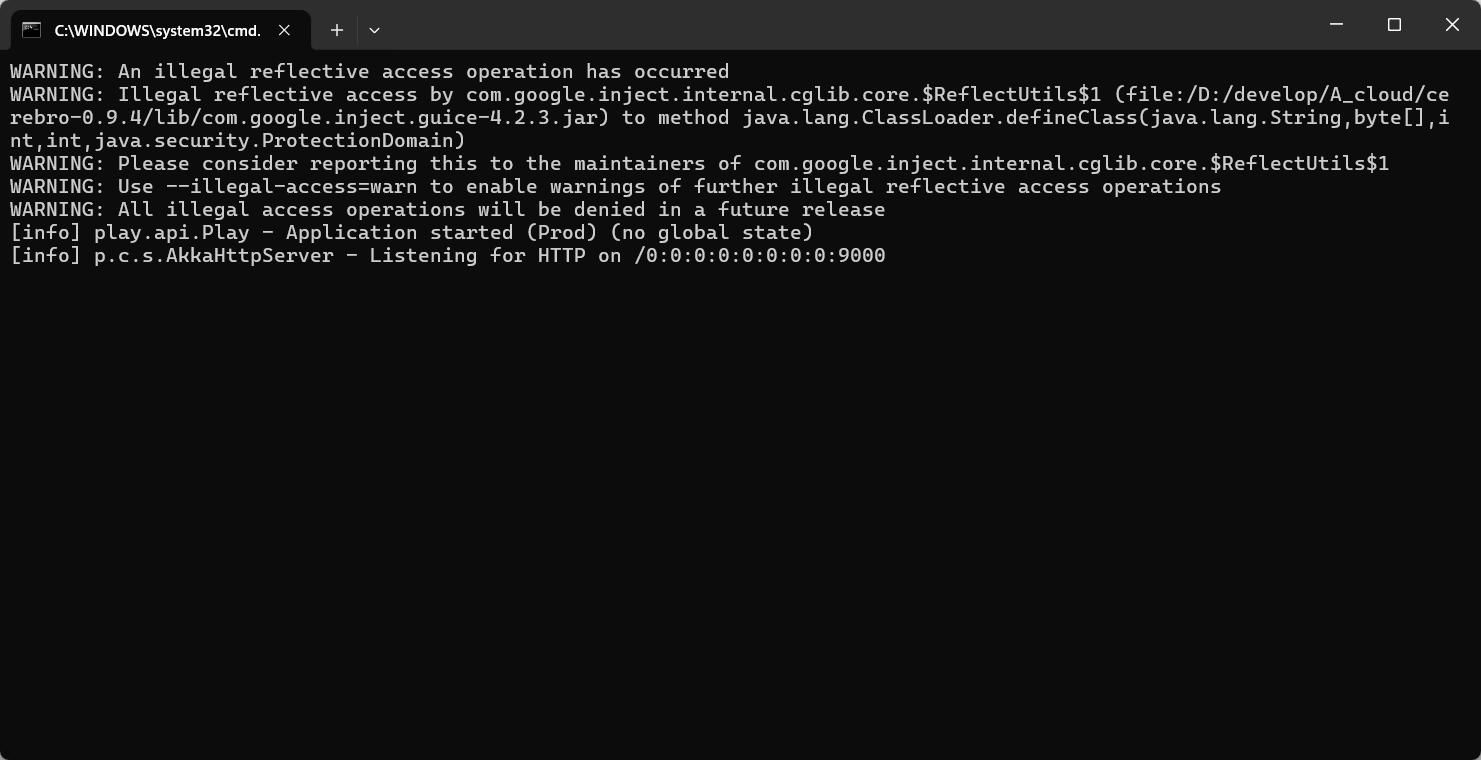 C:\WINDOWS\system32\cmd.
WARNING: An illegal reflective access operation has occurred
WARNING: Illegal reflective access by com.google.inject.internal.cglib.core.$ReflectUtils$1 (file:/D:/develop/A_cloud/ce
rebro-0.9.4/lib/com.google.inject.guice-4.2.3.jar) to method java.lang.ClassLoader.defineClass(java.lang.String,byte[],i
nt,int,java.security.ProtectionDomain)
WARNING: Please consider reporting this to the maintainers of com.google.inject.internal.cglib.core.$ReflectUtils$1
WARNING: Use --illegal-access=warn to enable warnings of further illegal reflective access operations
WARNING: All illegal access operations will be denied in a future release
[info] play.api.Play - Application started (Prod) (no global state)
[info] p.c.s.AkkaHttpServer - Listening for HTTP on /0:0:0:0:0:0:0:0:9000